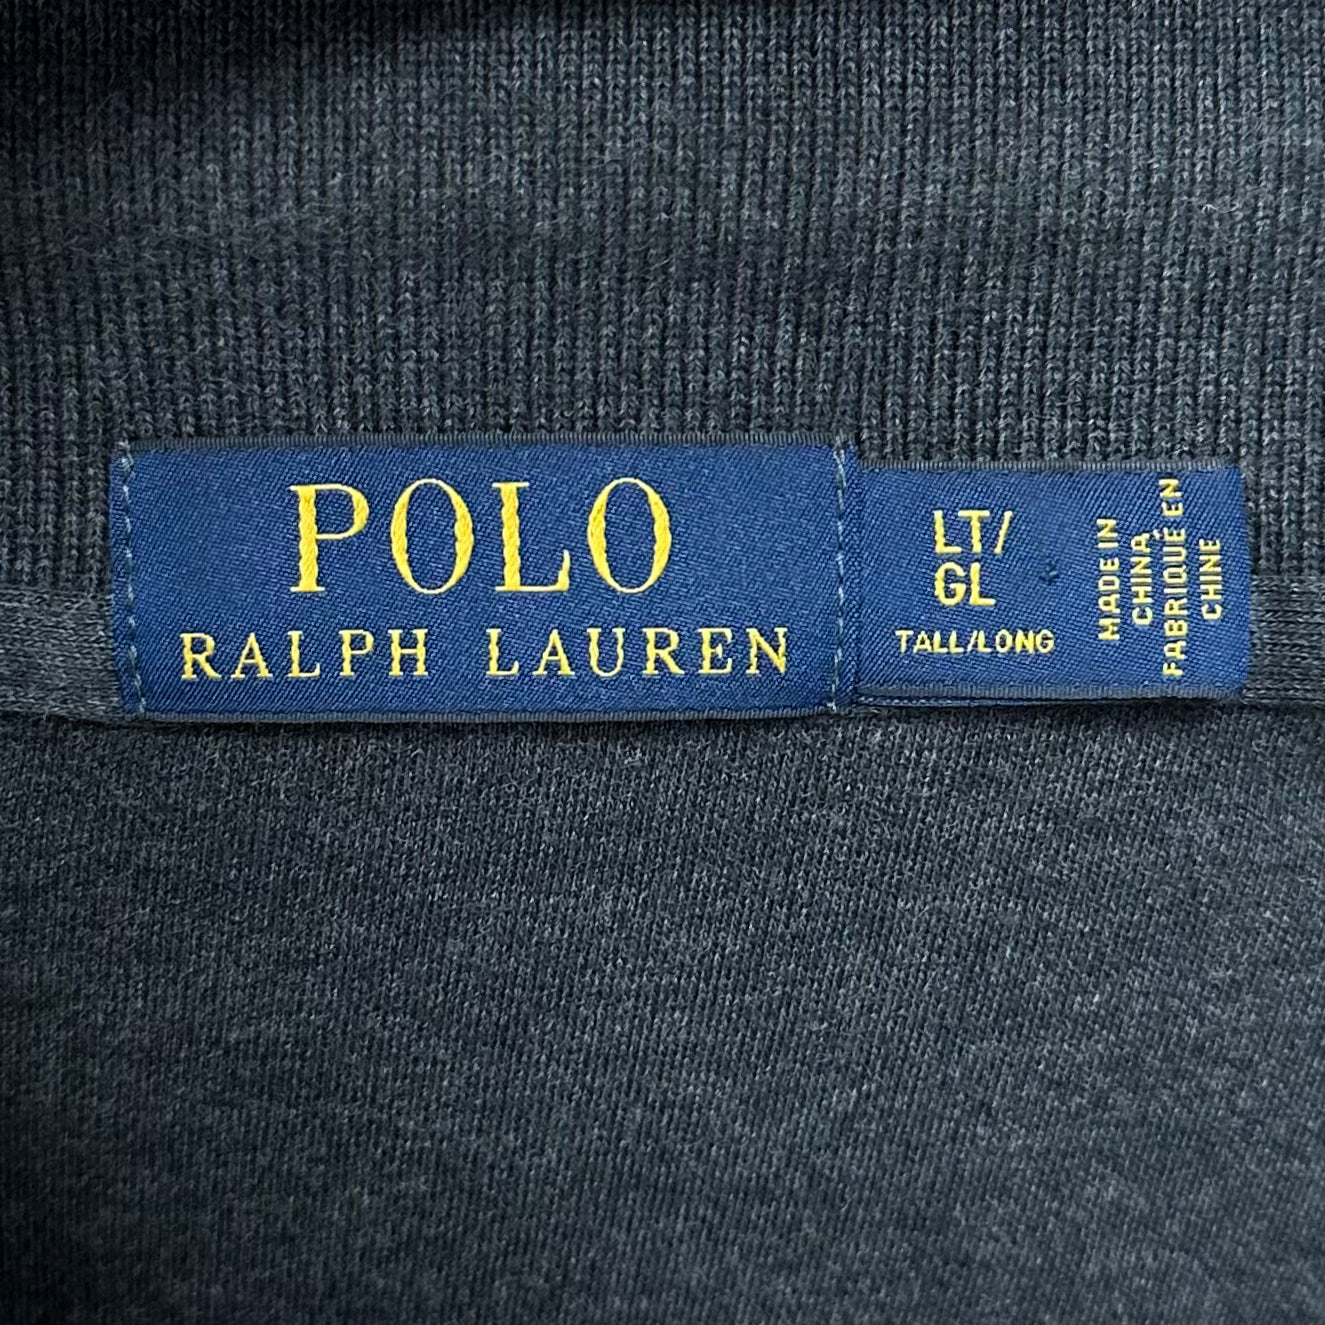 POLO
RALPH LAUREN
LT/
GL
TALL/LONG
MADE IN
CHINA
FABRIQUÉ EN
CHINE